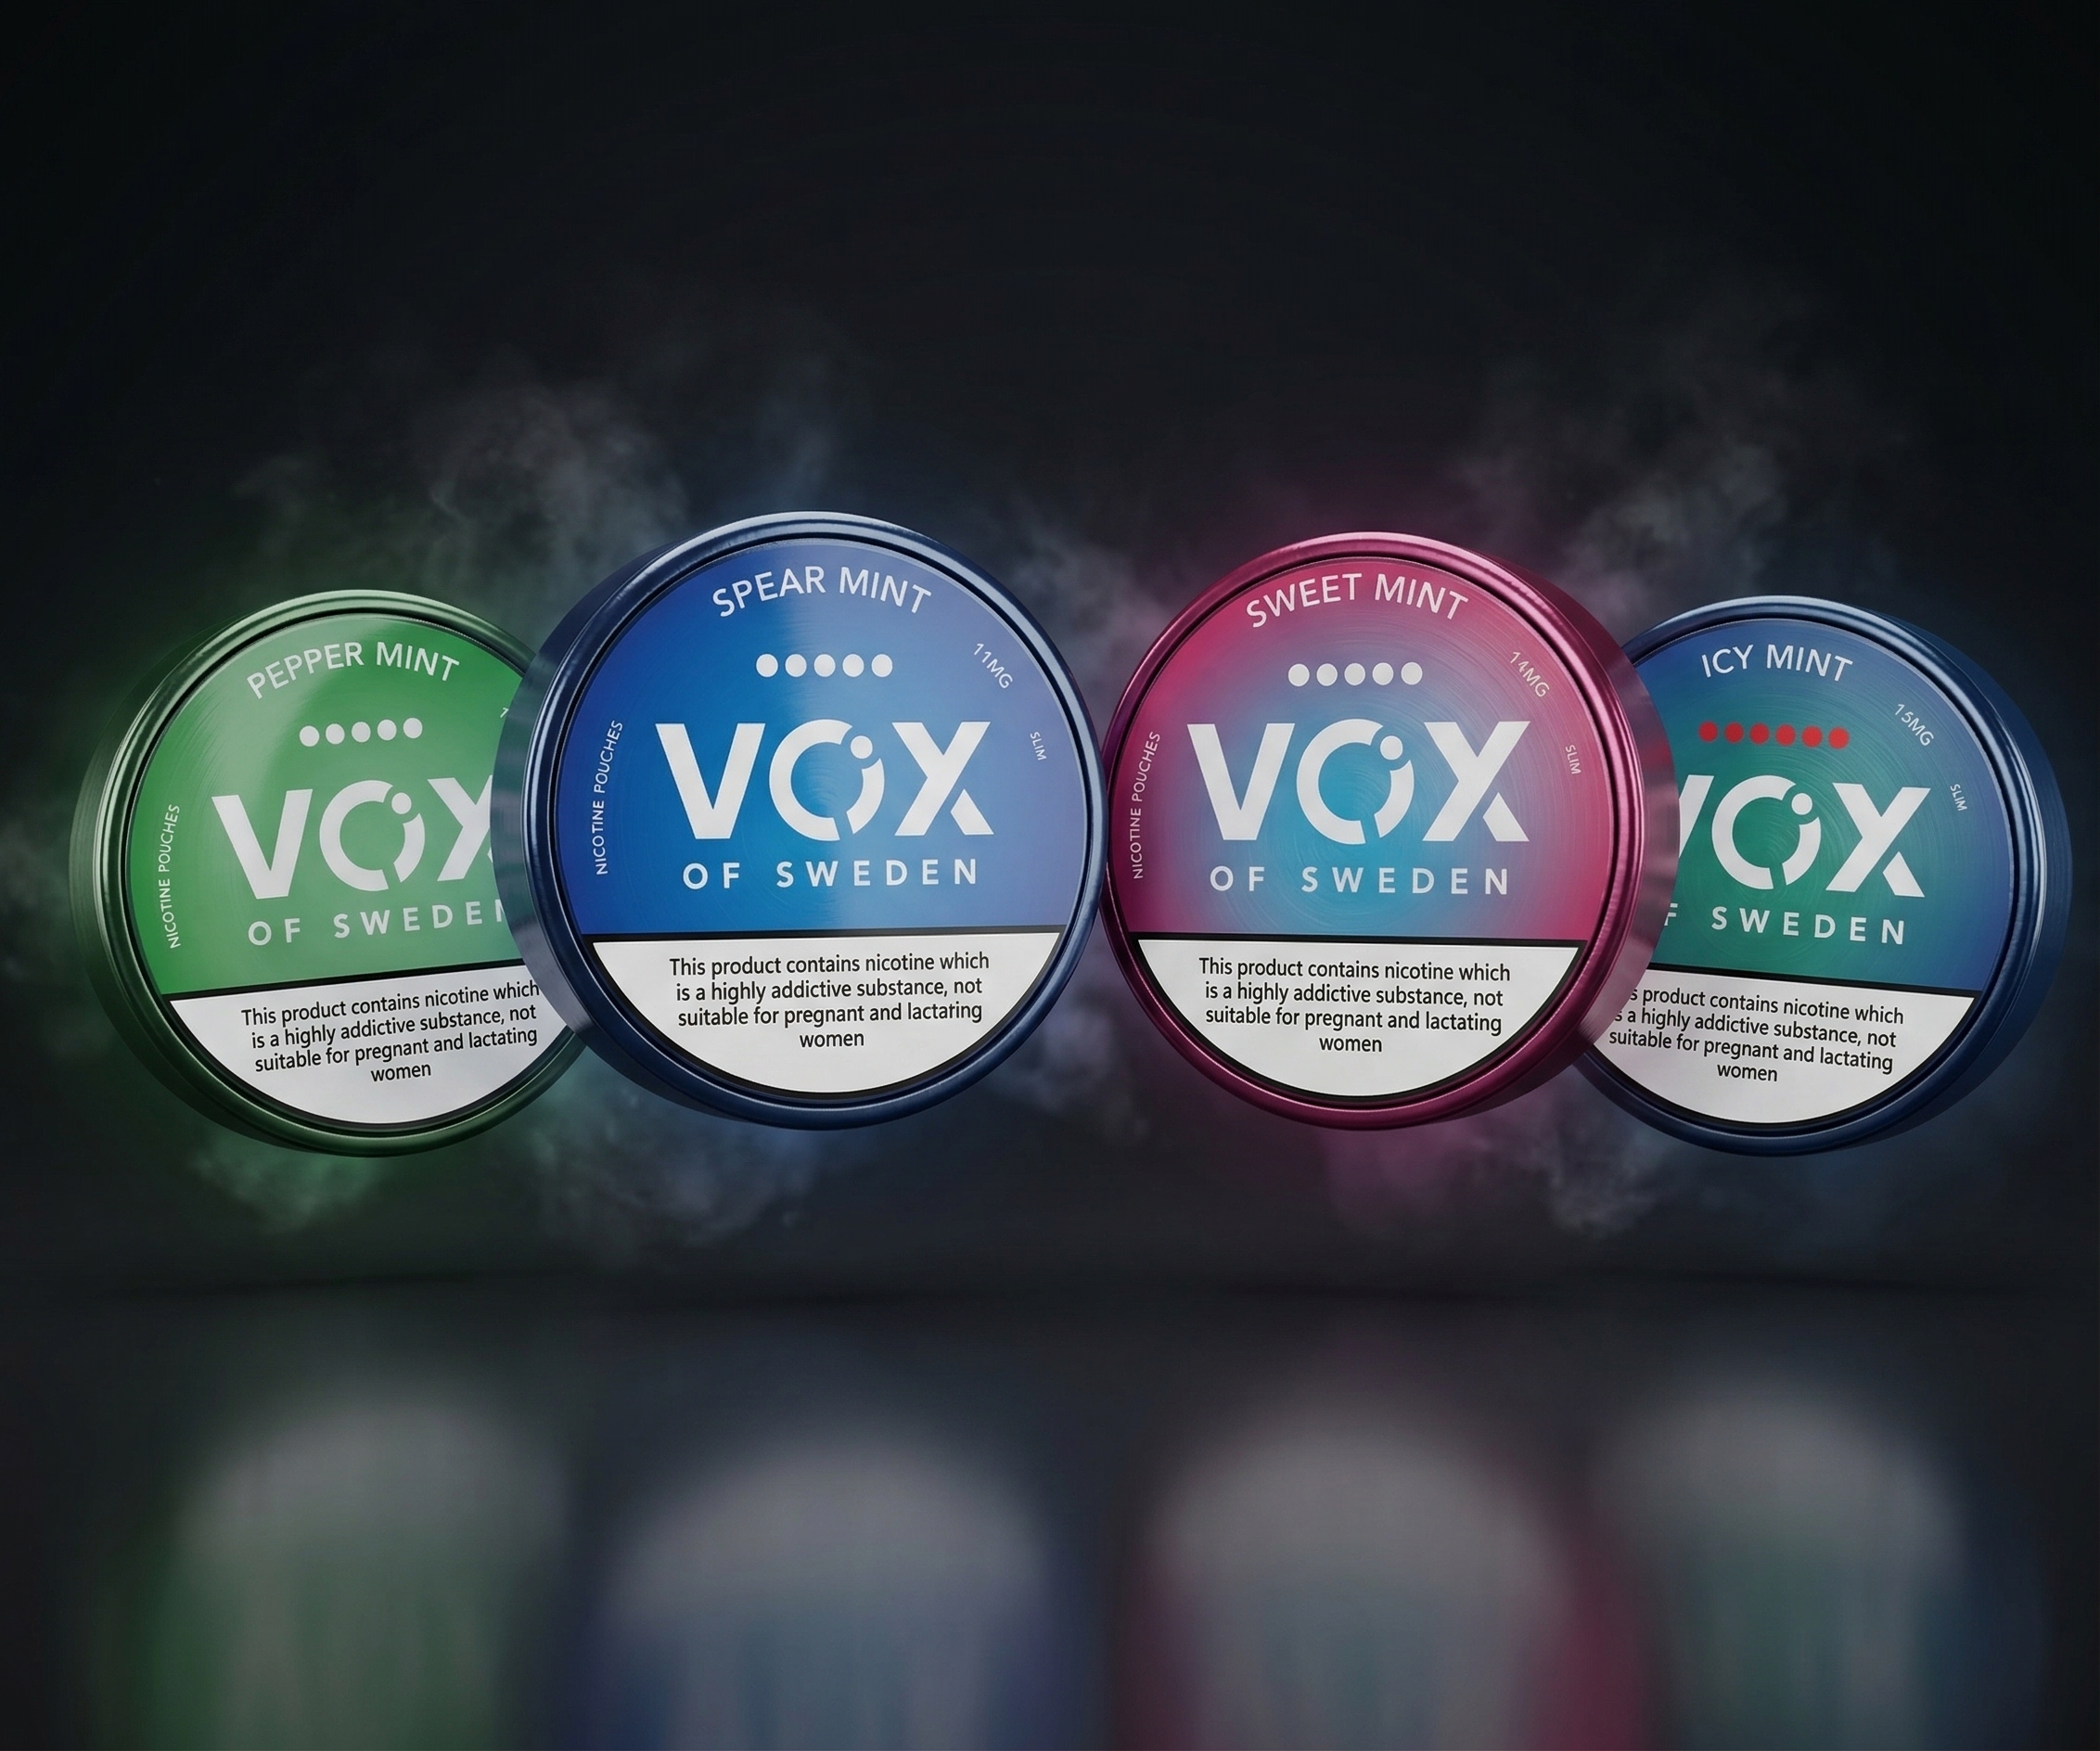 PEPPER MINT
NICOTINE POUCHES
VOX
OF SWEDEN
This product contains nicotine which
is a highly addictive substance, not
suitable for pregnant and lactating
women
SPEAR MINT
11MG
SLIM
NICOTINE POUCHES
VOX
OF SWEDEN
This product contains nicotine which
is a highly addictive substance, not
suitable for pregnant and lactating
women
SWEET MINT
14MG
SLIM
NICOTINE POUCHES
VOX
OF SWEDEN
This product contains nicotine which
is a highly addictive substance, not
suitable for pregnant and lactating
women
ICY MINT
15MG
SLIM
VOX
SWEDEN
product contains nicotine which
a highly addictive substance, not
suitable for pregnant and lactating
women